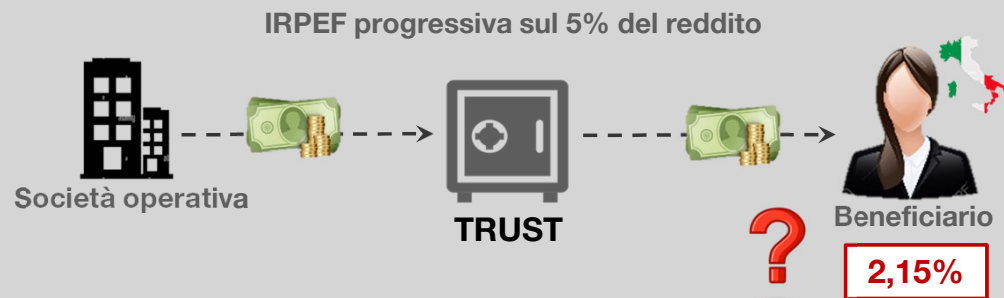 IRPEF progressiva sul 5% del reddito
Società operativa
TRUST
Beneficiario
2,15%